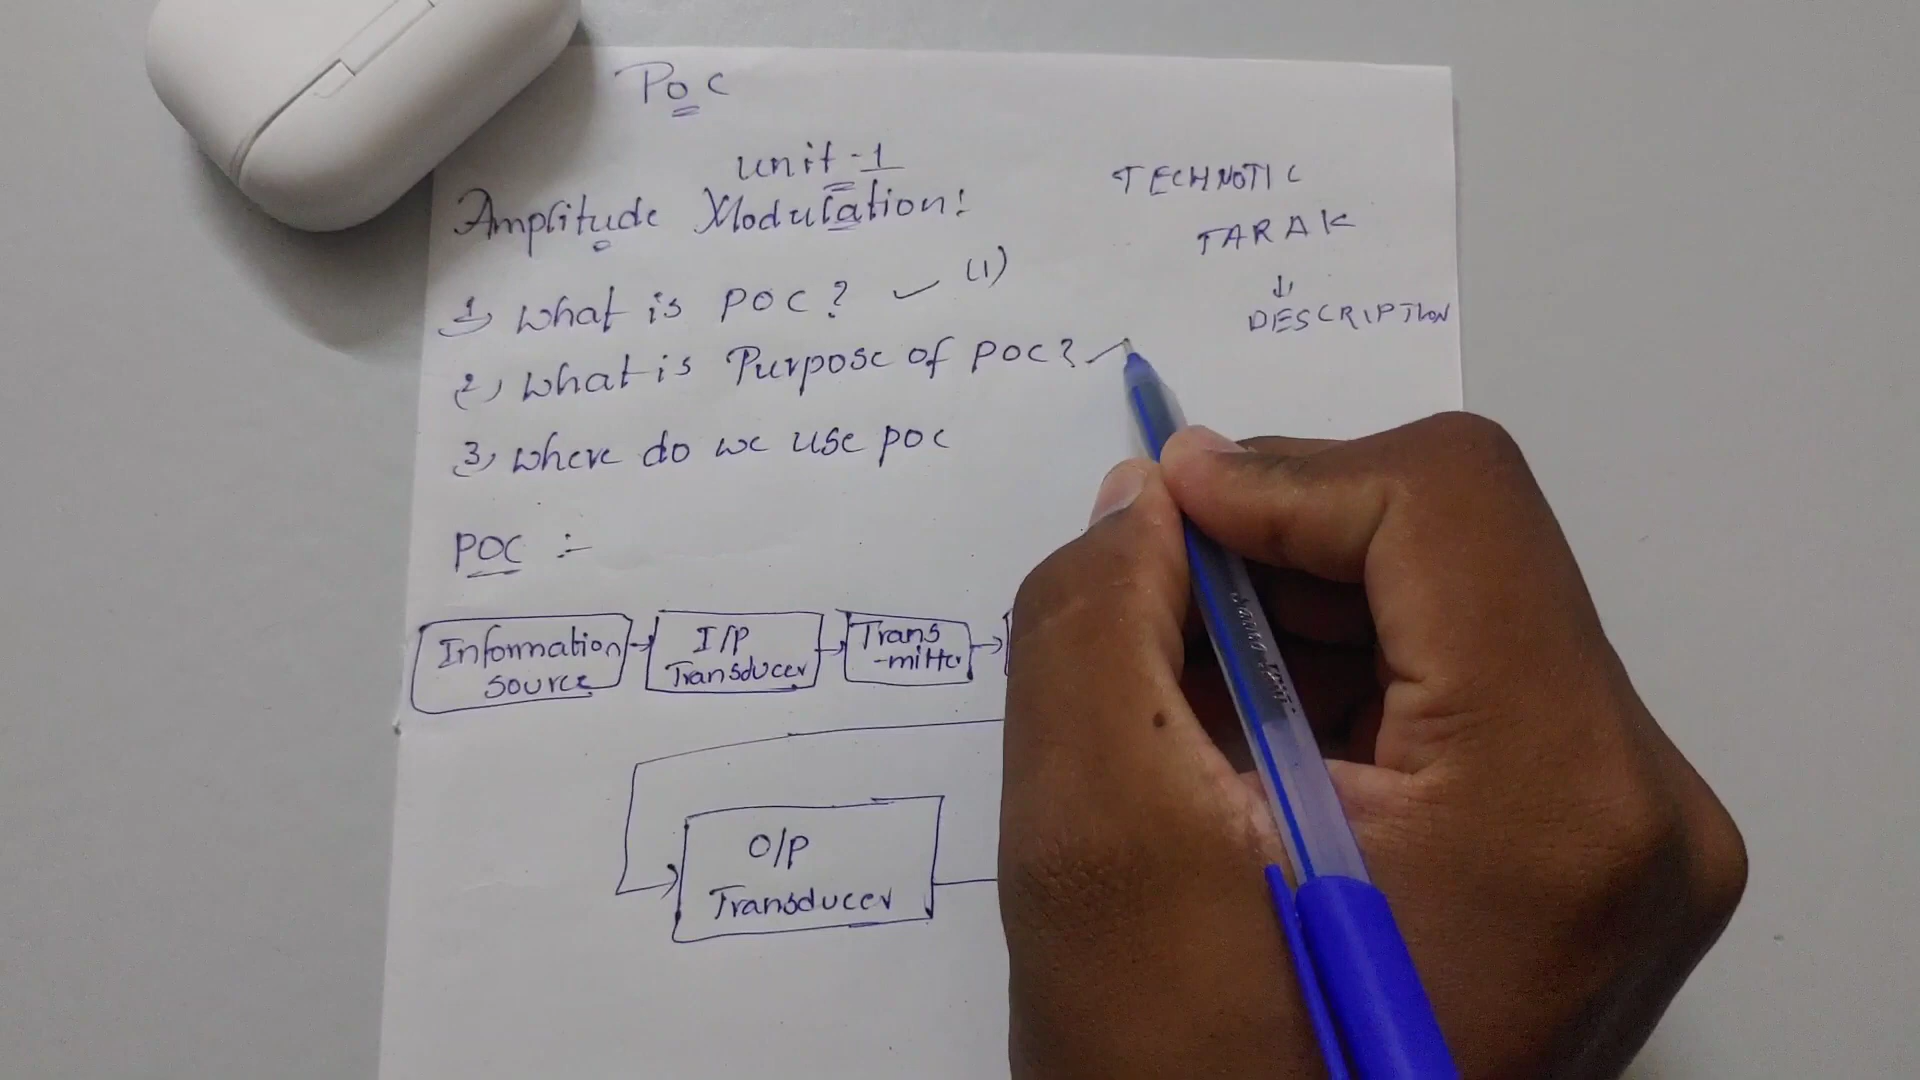 POC
unit-1
Amplitude Modulation:
1) What is POC? (1)
2) What is Purpose of POC?
3) Where do we use POC
TECHNOTIC
TARAK
↓
DESCRIPTION
POC :-
Information source → I/P Transducer → Trans-mitter →
O/P
Transducer